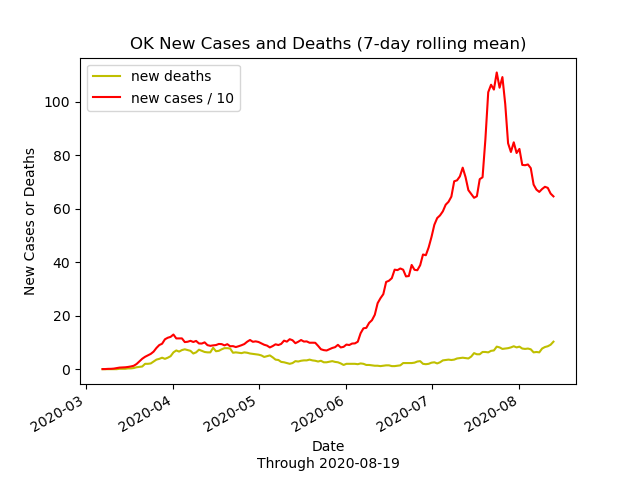 OK New Cases and Deaths (7-day rolling mean)
new deaths
new cases / 10
100
80
60
40
20
0
New Cases or Deaths
2020-03
2020-04
2020-05
2020-06
2020-07
2020-08
Date
Through 2020-08-19